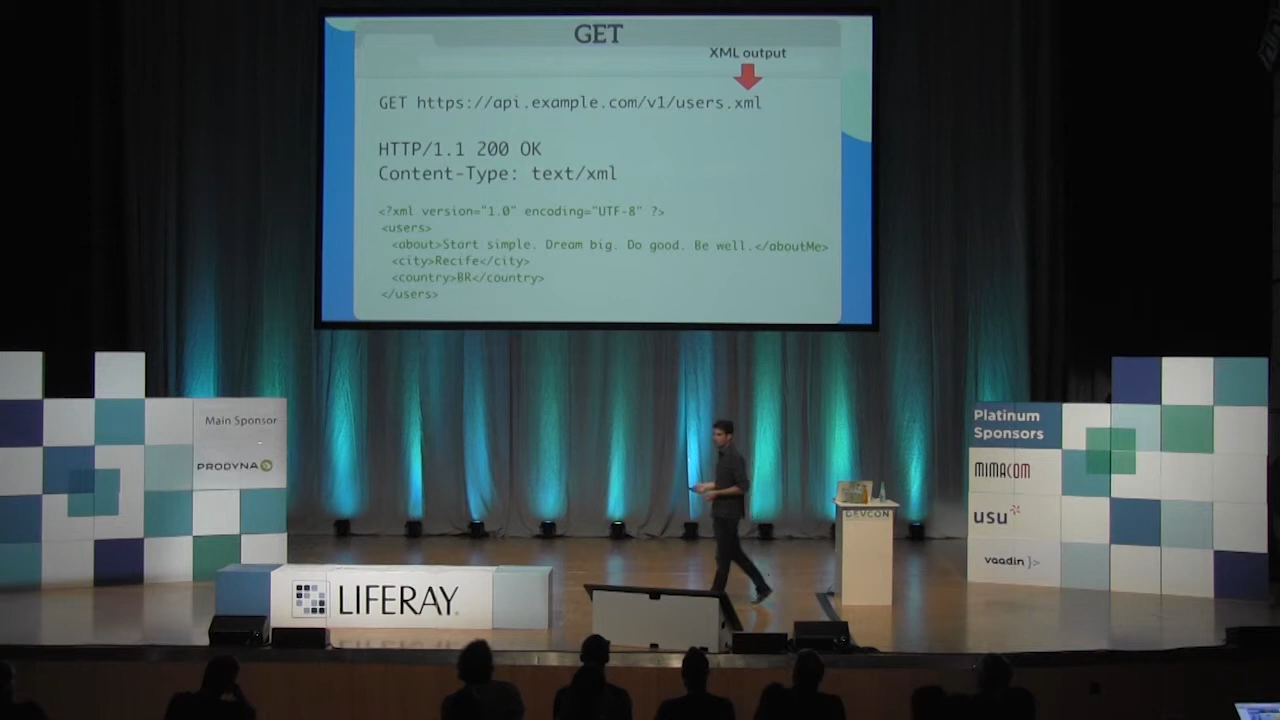 GET
XML output
GET https://api.example.com/v1/users.xml
HTTP/1.1 200 OK
Content-Type: text/xml
<?xml version="1.0" encoding="UTF-8" ?>
<users>
<about>Start simple. Dream big. Do good. Be well.</aboutMe>
<city>Recife</city>
<country>BR</country>
</users>
Main Sponsor
PRODYNA
LIFERAY.
DEVCON
Platinum
Sponsors
mimacom
usu
vaadin}>